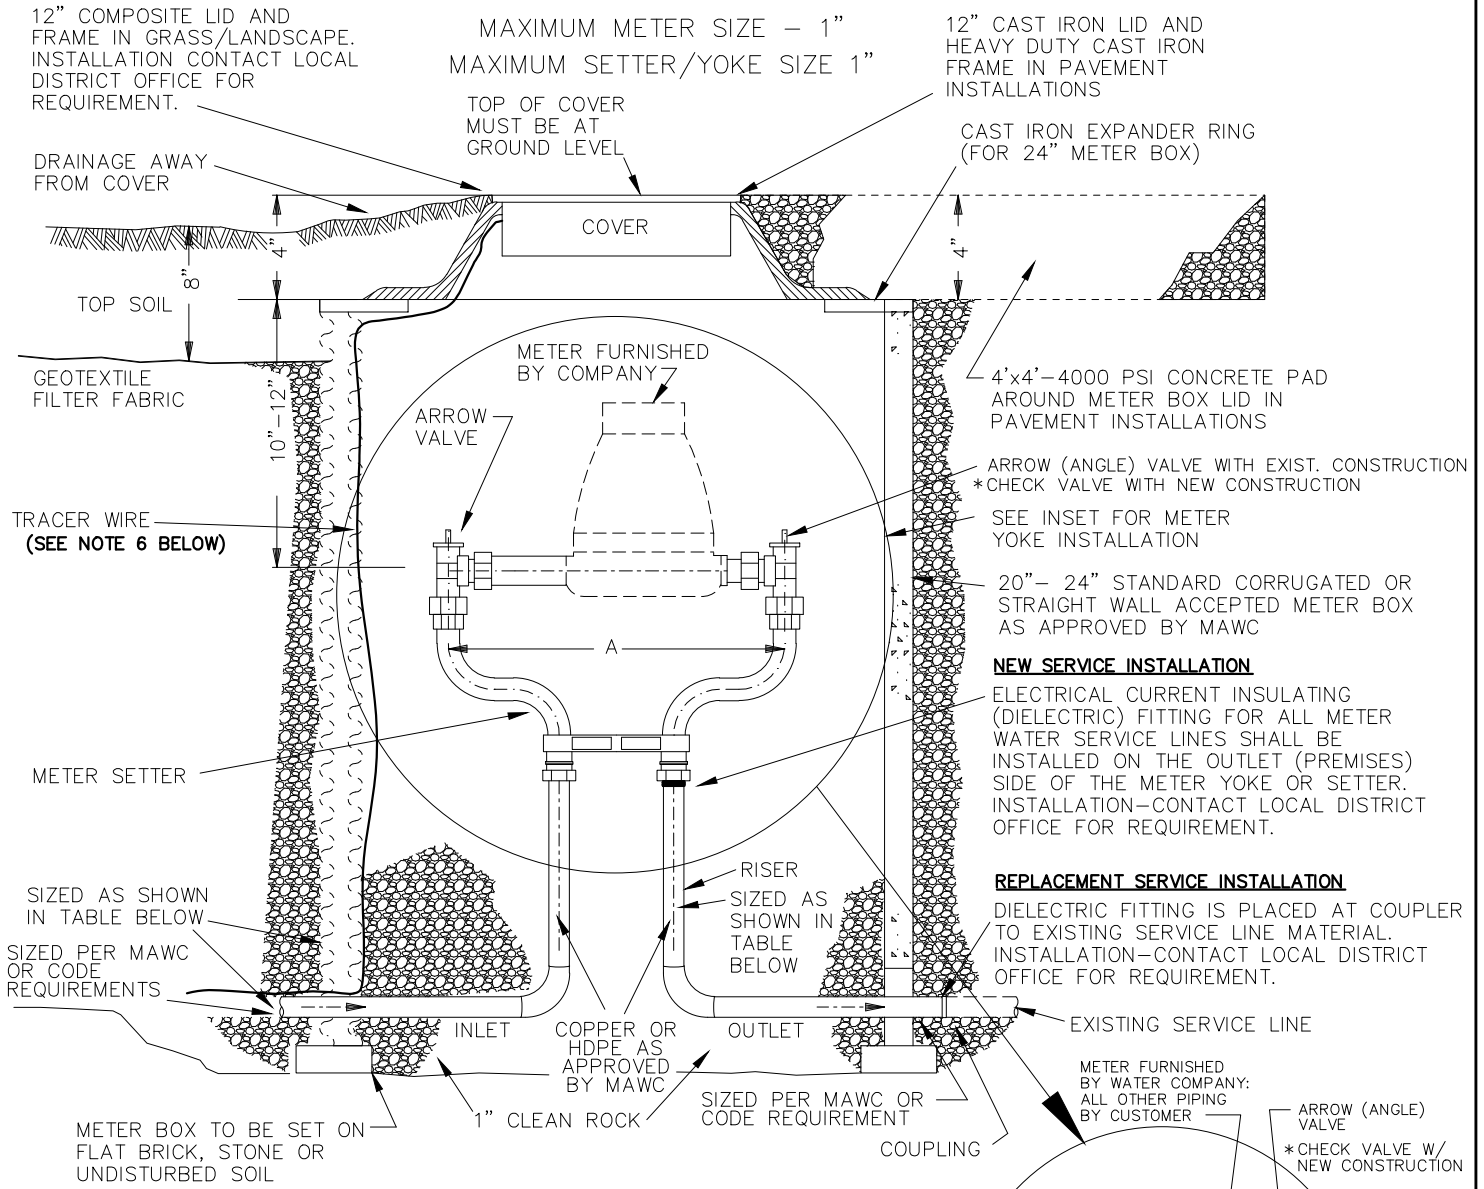 12” COMPOSITE LID AND
FRAME IN GRASS/LANDSCAPE.
INSTALLATION CONTACT LOCAL
DISTRICT OFFICE FOR
REQUIREMENT.
MAXIMUM METER SIZE – 1”
MAXIMUM SETTER/YOKE SIZE 1”
12” CAST IRON LID AND
HEAVY DUTY CAST IRON
FRAME IN PAVEMENT
INSTALLATIONS
TOP OF COVER
MUST BE AT
GROUND LEVEL
CAST IRON EXPANDER RING
(FOR 24” METER BOX)
DRAINAGE AWAY
FROM COVER
COVER
4”
4”
8”
TOP SOIL
GEOTEXTILE
FILTER FABRIC
10”–12”
METER FURNISHED
BY COMPANY
ARROW
VALVE
4’x4’–4000 PSI CONCRETE PAD
AROUND METER BOX LID IN
PAVEMENT INSTALLATIONS
ARROW (ANGLE) VALVE WITH EXIST. CONSTRUCTION
*CHECK VALVE WITH NEW CONSTRUCTION
TRACER WIRE
(SEE NOTE 6 BELOW)
SEE INSET FOR METER
YOKE INSTALLATION
20”– 24” STANDARD CORRUGATED OR
STRAIGHT WALL ACCEPTED METER BOX
AS APPROVED BY MAWC
A
NEW SERVICE INSTALLATION
ELECTRICAL CURRENT INSULATING
(DIELECTRIC) FITTING FOR ALL METER
WATER SERVICE LINES SHALL BE
INSTALLED ON THE OUTLET (PREMISES)
SIDE OF THE METER YOKE OR SETTER.
INSTALLATION–CONTACT LOCAL DISTRICT
OFFICE FOR REQUIREMENT.
METER SETTER
REPLACEMENT SERVICE INSTALLATION
DIELECTRIC FITTING IS PLACED AT COUPLER
TO EXISTING SERVICE LINE MATERIAL.
INSTALLATION–CONTACT LOCAL DISTRICT
OFFICE FOR REQUIREMENT.
RISER
SIZED AS
SHOWN IN
TABLE
BELOW
SIZED AS SHOWN
IN TABLE BELOW
SIZED PER MAWC
OR CODE
REQUIREMENTS
INLET
COPPER OR
HDPE AS
APPROVED
BY MAWC
OUTLET
EXISTING SERVICE LINE
1” CLEAN ROCK
SIZED PER MAWC OR
CODE REQUIREMENT
COUPLING
METER BOX TO BE SET ON
FLAT BRICK, STONE OR
UNDISTURBED SOIL
METER FURNISHED
BY WATER COMPANY:
ALL OTHER PIPING
BY CUSTOMER
ARROW (ANGLE)
VALVE
*CHECK VALVE W/
NEW CONSTRUCTION